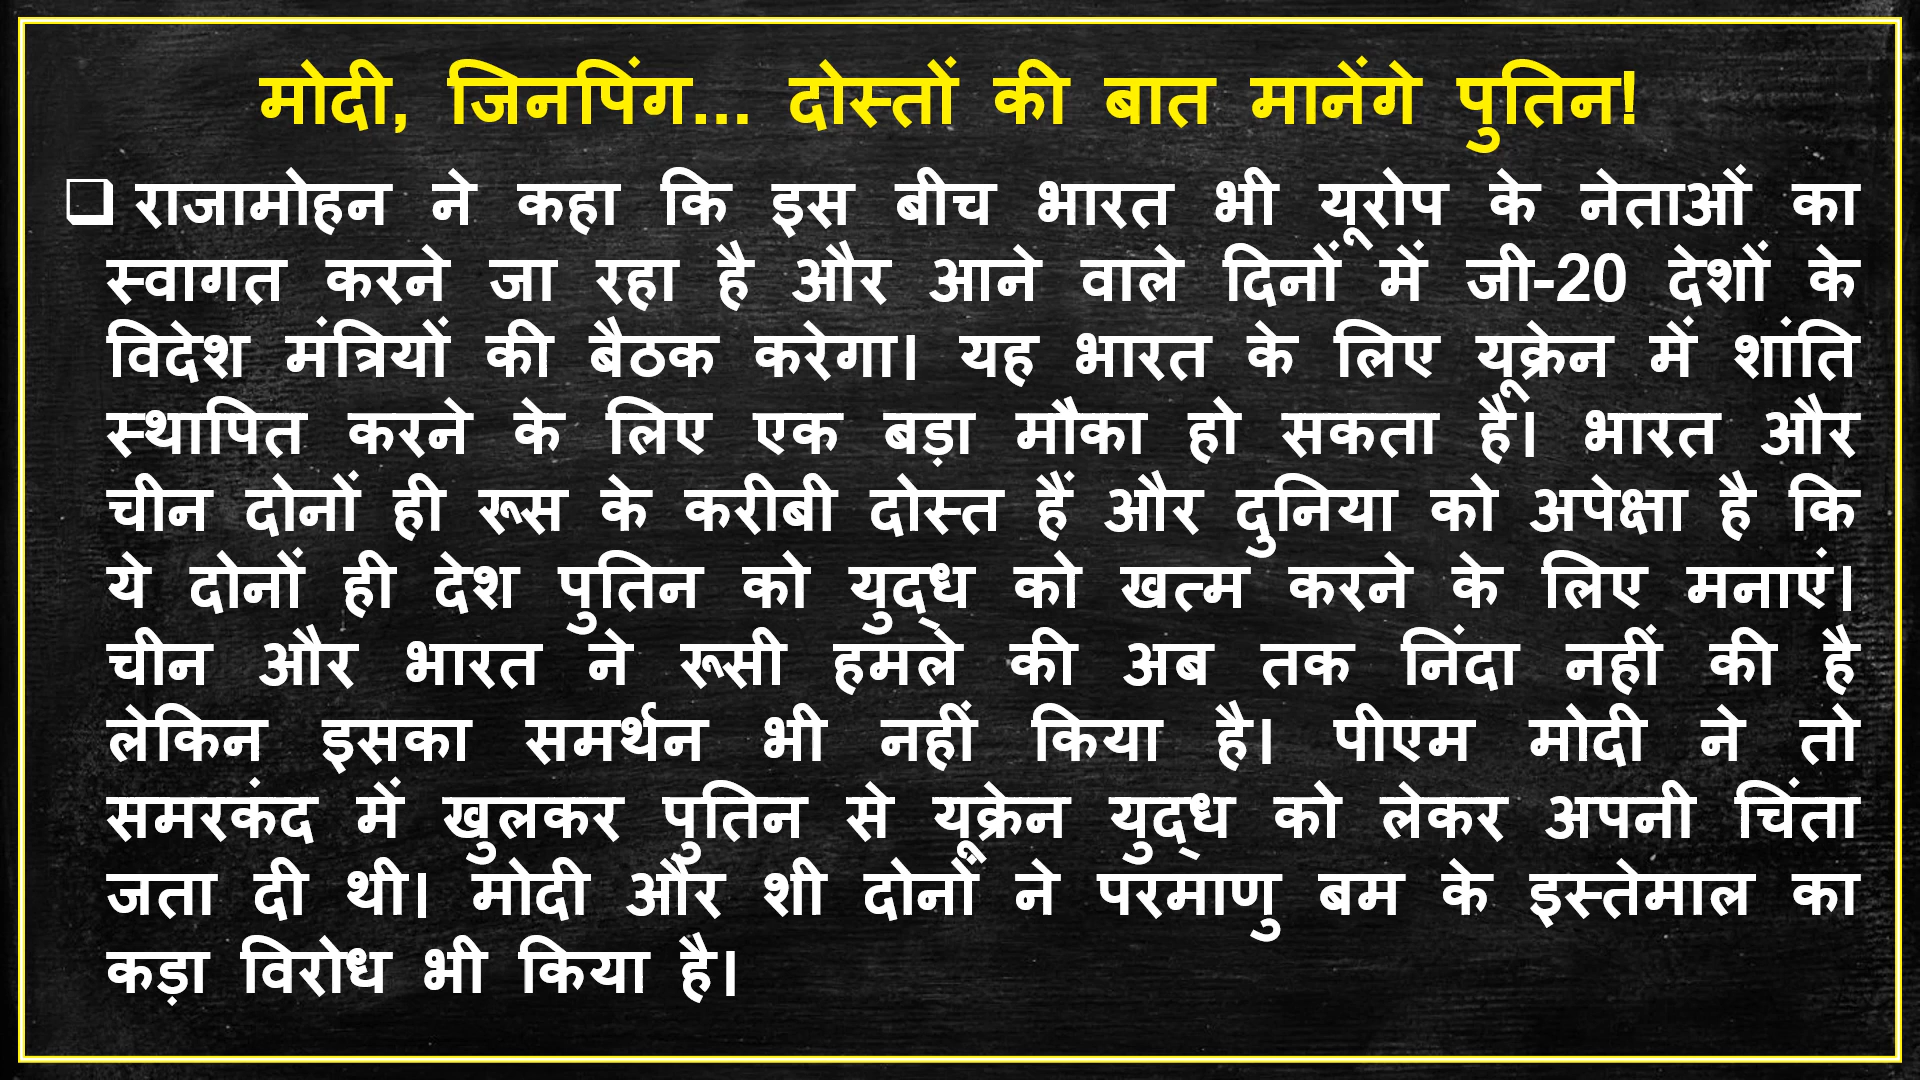 मोदी, जिनपिंग... दोस्तों की बात मानेंगे पुतिन!
❑ राजामोहन ने कहा कि इस बीच भारत भी यूरोप के नेताओं का
स्वागत करने जा रहा है और आने वाले दिनों में जी-20 देशों के
विदेश मंत्रियों की बैठक करेगा। यह भारत के लिए यूक्रेन में शांति
स्थापित करने के लिए एक बड़ा मौका हो सकता है। भारत और
चीन दोनों ही रूस के करीबी दोस्त हैं और दुनिया को अपेक्षा है कि
ये दोनों ही देश पुतिन को युद्ध को खत्म करने के लिए मनाएं।
चीन और भारत ने रूसी हमले की अब तक निंदा नहीं की है
लेकिन इसका समर्थन भी नहीं किया है। पीएम मोदी ने तो
समरकंद में खुलकर पुतिन से यूक्रेन युद्ध को लेकर अपनी चिंता
जता दी थी। मोदी और शी दोनों ने परमाणु बम के इस्तेमाल का
कड़ा विरोध भी किया है।